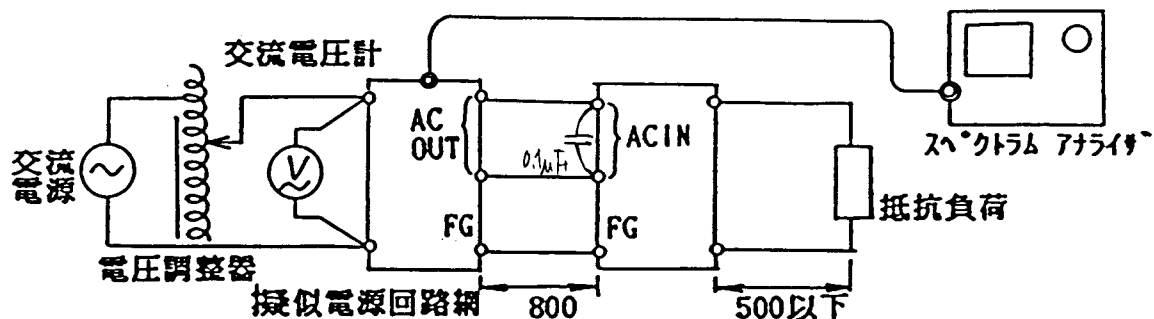 交流電圧計
交流
電源
電圧調整器
V
擬似電源回路網
AC
OUT
FG
0.1μF
AC IN
FG
800
500以下
抵抗負荷
スペクトラム アナライザ